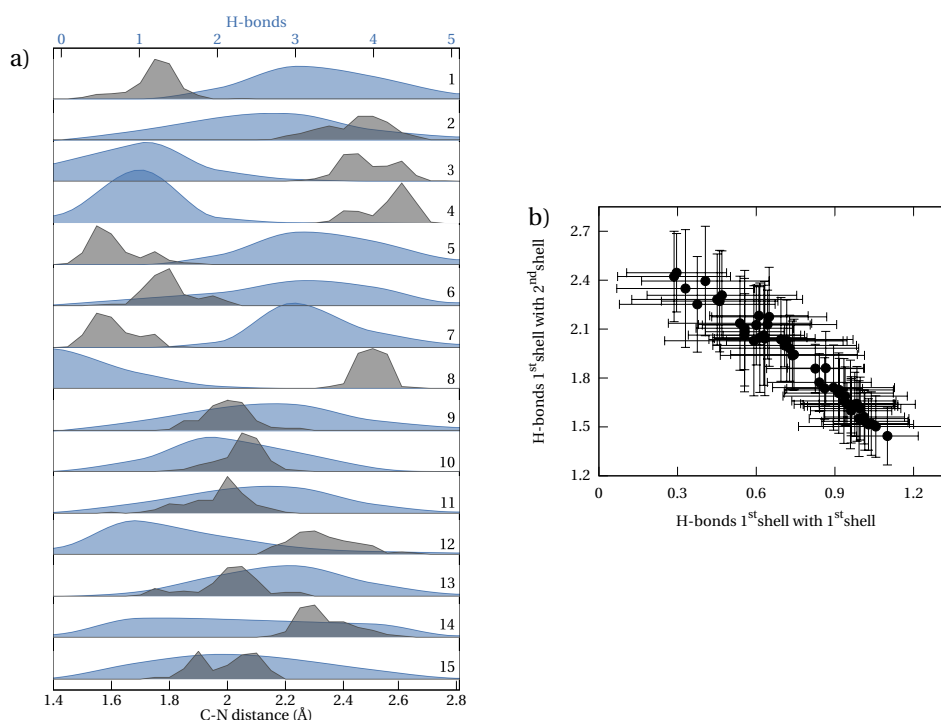 a)
H-bonds
0 1 2 3 4 5
1
2
3
4
5
6
7
8
9
10
11
12
13
14
15
1.4 1.6 1.8 2 2.2 2.4 2.6 2.8
C-N distance (Å)
b)
H-bonds 1st shell with 2nd shell
2.7
2.4
2.1
1.8
1.5
1.2
0 0.3 0.6 0.9 1.2
H-bonds 1st shell with 1st shell